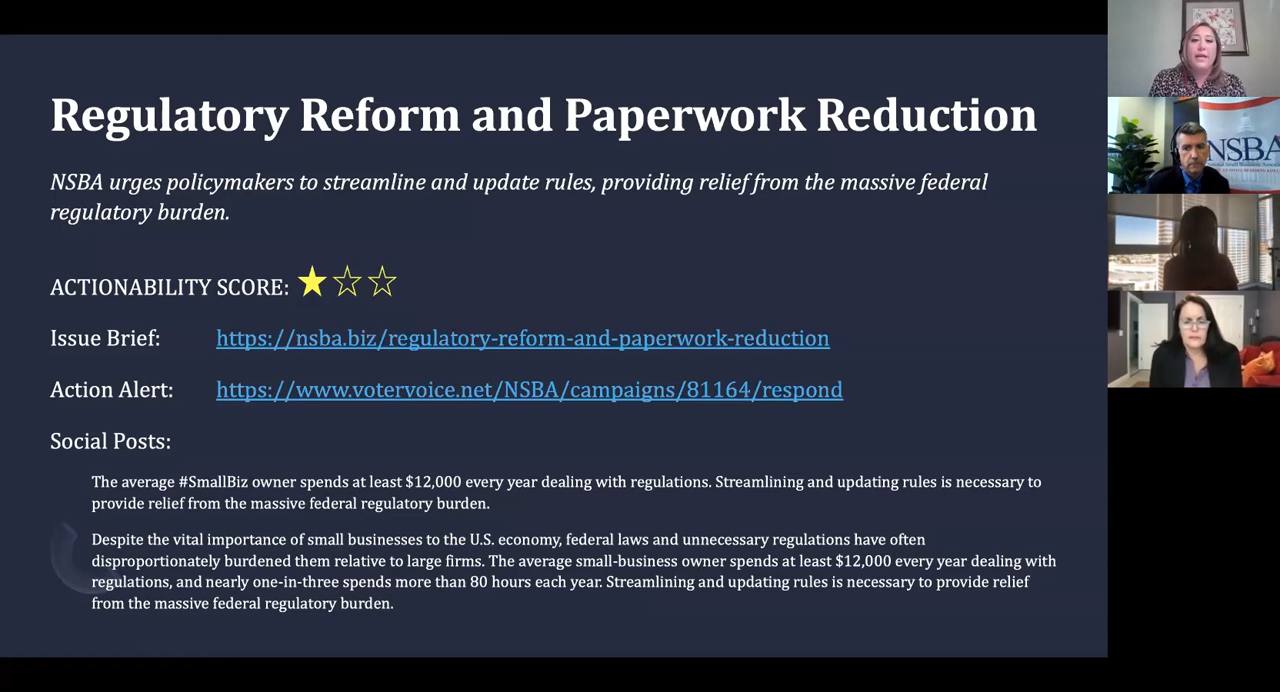 Regulatory Reform and Paperwork Reduction
NSBA urges policymakers to streamline and update rules, providing relief from the massive federal
regulatory burden.
ACTIONABILITY SCORE: ★☆☆
Issue Brief: https://nsba.biz/regulatory-reform-and-paperwork-reduction
Action Alert: https://www.votervoice.net/NSBA/campaigns/81164/respond
Social Posts:
The average #SmallBiz owner spends at least $12,000 every year dealing with regulations. Streamlining and updating rules is necessary to
provide relief from the massive federal regulatory burden.
Despite the vital importance of small businesses to the U.S. economy, federal laws and unnecessary regulations have often
disproportionately burdened them relative to large firms. The average small-business owner spends at least $12,000 every year dealing with
regulations, and nearly one-in-three spends more than 80 hours each year. Streamlining and updating rules is necessary to provide relief
from the massive federal regulatory burden.
NSBA